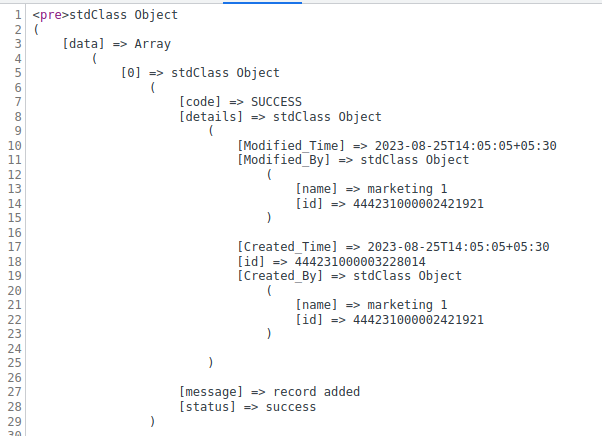 1 <pre>stdClass Object
2 (
3     [data] => Array
4         (
5             [0] => stdClass Object
6                 (
7                     [code] => SUCCESS
8                     [details] => stdClass Object
9                         (
10                             [Modified_Time] => 2023-08-25T14:05:05+05:30
11                             [Modified_By] => stdClass Object
12                                 (
13                                     [name] => marketing 1
14                                     [id] => 444231000002421921
15                                 )
16
17                             [Created_Time] => 2023-08-25T14:05:05+05:30
18                             [id] => 444231000003228014
19                             [Created_By] => stdClass Object
20                                 (
21                                     [name] => marketing 1
22                                     [id] => 444231000002421921
23                                 )
24
25                         )
26
27                     [message] => record added
28                     [status] => success
29                 )
30